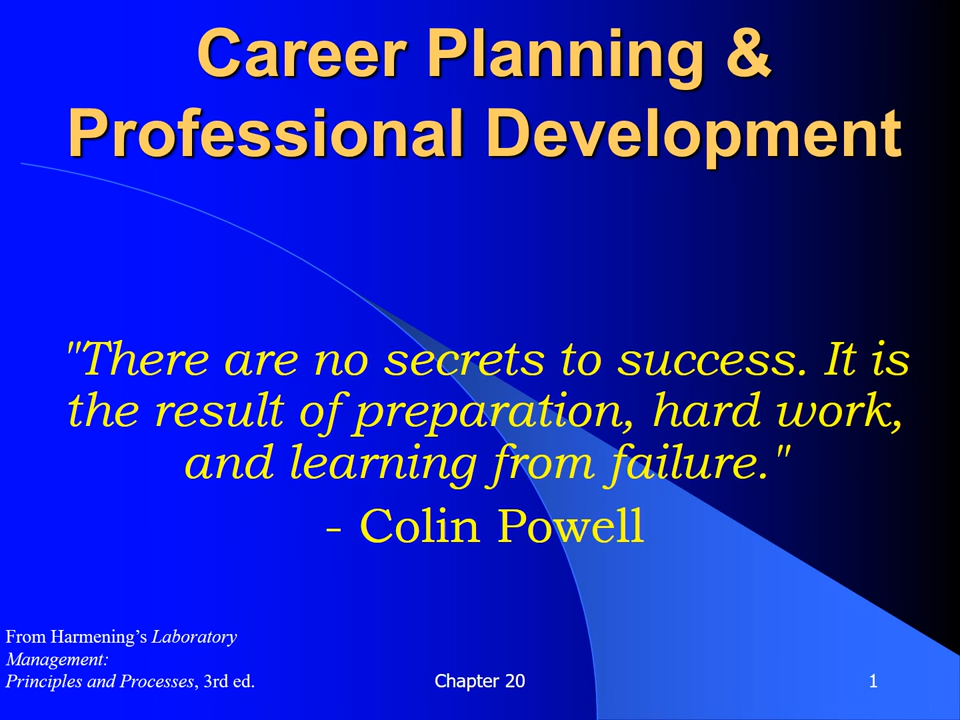 Career Planning &
Professional Development
"There are no secrets to success. It is
the result of preparation, hard work,
and learning from failure."
- Colin Powell
From Harmening’s Laboratory
Management:
Principles and Processes, 3rd ed.
Chapter 20
1